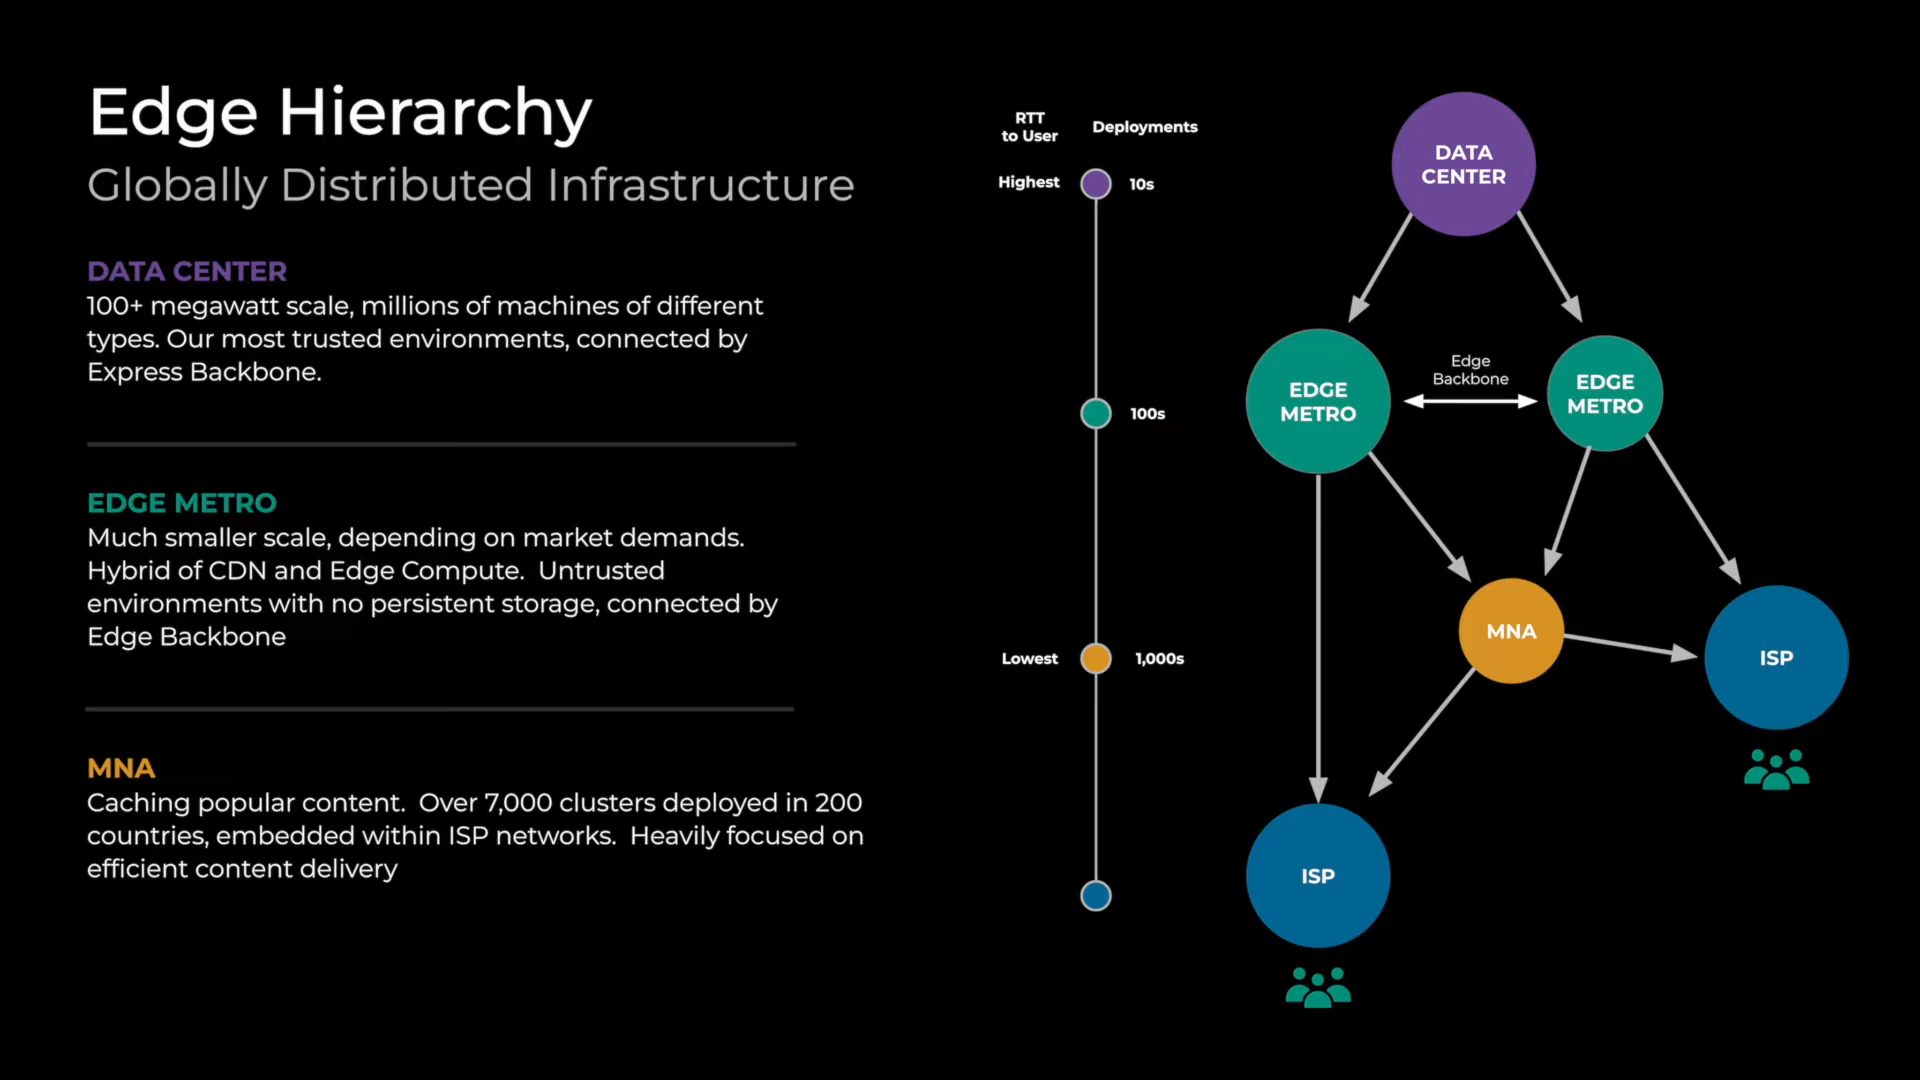 Edge Hierarchy
Globally Distributed Infrastructure
DATA CENTER
100+ megawatt scale, millions of machines of different
types. Our most trusted environments, connected by
Express Backbone.
EDGE METRO
Much smaller scale, depending on market demands.
Hybrid of CDN and Edge Compute.  Untrusted
environments with no persistent storage, connected by
Edge Backbone
MNA
Caching popular content.  Over 7,000 clusters deployed in 200
countries, embedded within ISP networks.  Heavily focused on
efficient content delivery
RTT
to User
Deployments
Highest
10s
100s
Lowest
1,000s
DATA
CENTER
EDGE
METRO
Edge
Backbone
EDGE
METRO
MNA
ISP
ISP